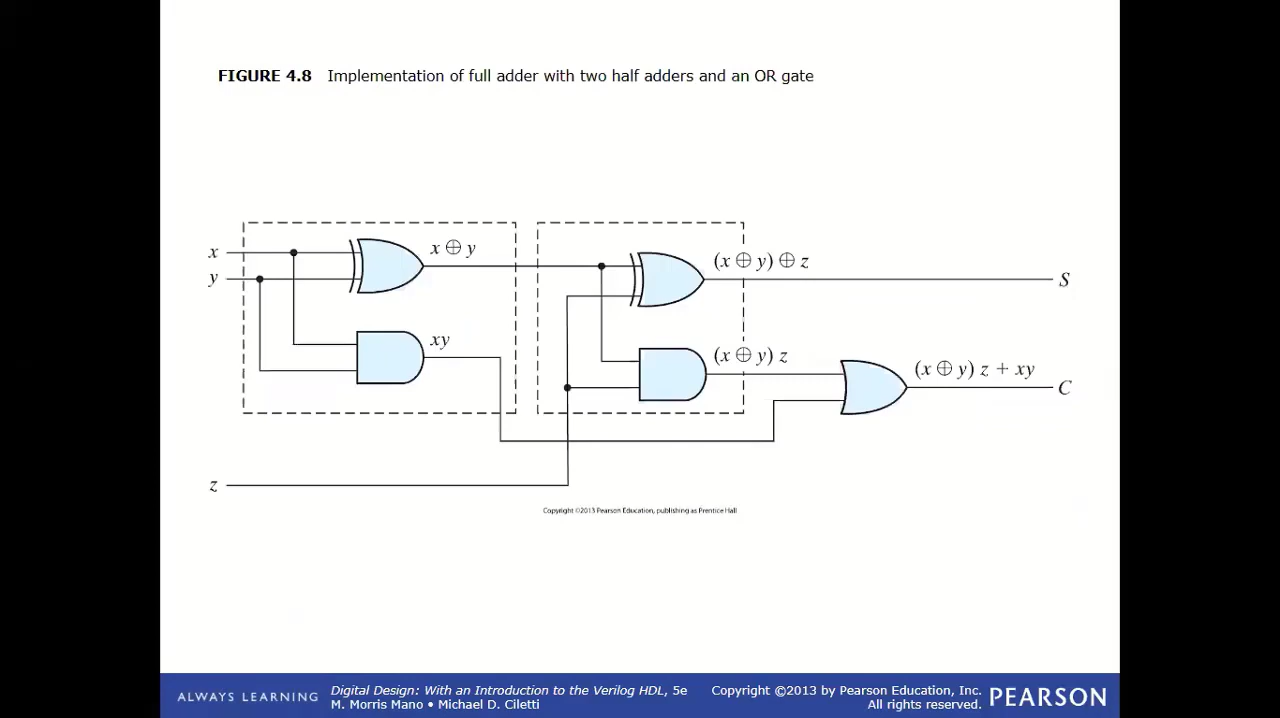 FIGURE 4.8 Implementation of full adder with two half adders and an OR gate
x
y
x ⊕ y
(x ⊕ y) ⊕ z
S
xy
(x ⊕ y) z
(x ⊕ y) z + xy
C
z
Copyright ©2013 Pearson Education, publishing as Prentice Hall
ALWAYS LEARNING
Digital Design: With an Introduction to the Verilog HDL, 5e
M. Morris Mano • Michael D. Ciletti
Copyright ©2013 by Pearson Education, Inc.
All rights reserved.
PEARSON